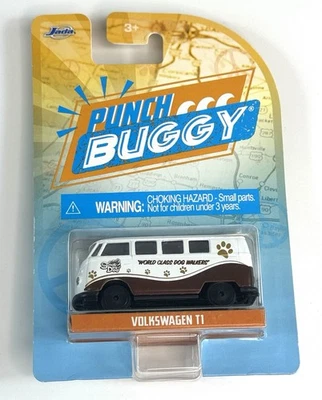 Jada
3+
PUNCH
BUGGY®
WARNING: CHOKING HAZARD - Small parts.
Not for children under 3 years.
"WORLD CLASS DOG WALKERS"
VOLKSWAGEN T1